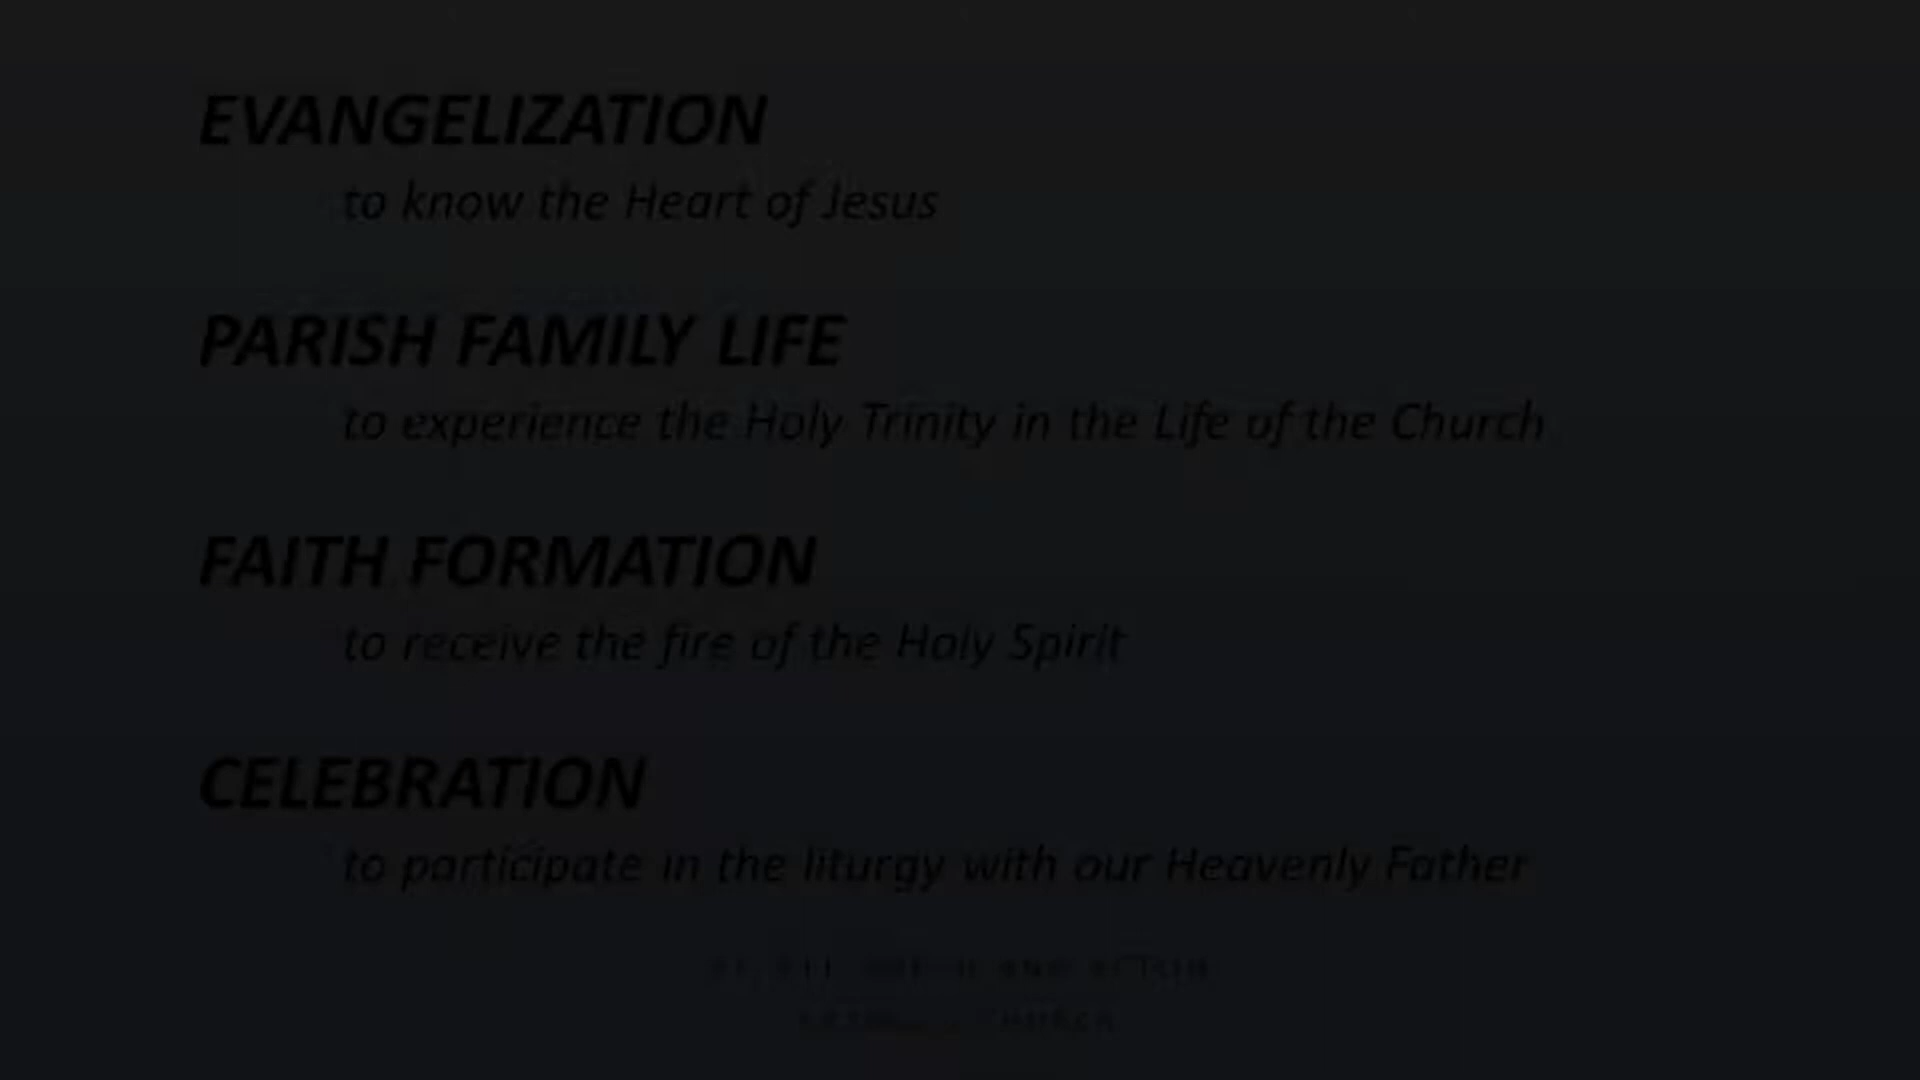 EVANGELIZATION
to know the Heart of Jesus
PARISH FAMILY LIFE
to experience the Holy Trinity in the Life of the Church
FAITH FORMATION
to receive the fire of the Holy Spirit
CELEBRATION
to participate in the liturgy with our Heavenly Father
CHURCH